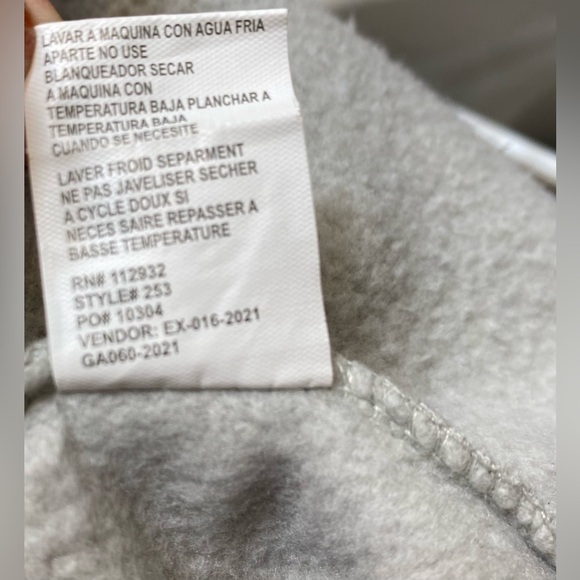 LAVAR A MAQUINA CON AGUA FRIA
APARTE NO USE
BLANQUEADOR SECAR
A MAQUINA CON
TEMPERATURA BAJA PLANCHAR A
TEMPERATURA BAJA
CUANDO SE NECESITE
LAVER FROID SEPARMENT
NE PAS JAVELISER SECHER
A CYCLE DOUX SI
NECES SAIRE REPASSER A
BASSE TEMPERATURE
RN# 112932
STYLE# 253
PO# 10304
VENDOR: EX-016-2021
GA060-2021